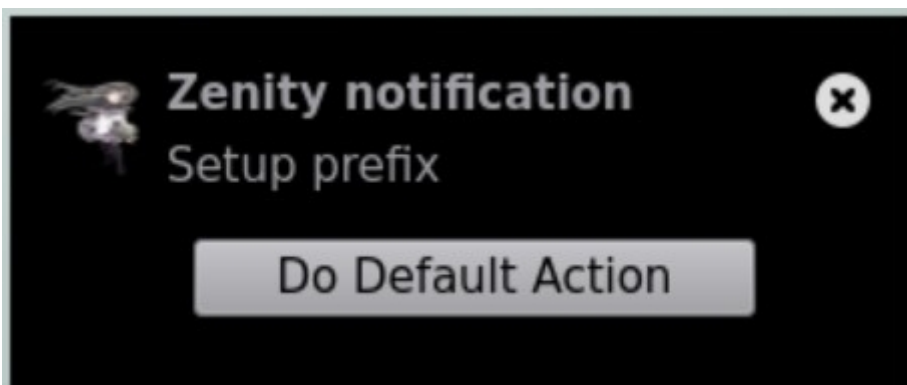 Zenity notification
Setup prefix
Do Default Action